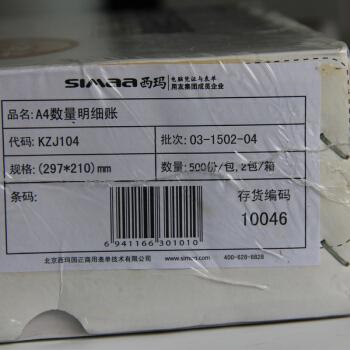 SIMAA 西玛 电脑凭证与表单
用友集团成员企业
品名: A4数量明细账
代码: KZJ104 批次: 03-1502-04
规格: (297*210)mm 数量: 500份/包, 2包/箱
条码: 存货编码
10046
6 941166 301010
北京西玛国正商用表单技术有限公司 www.simaa.com 400-628-8828